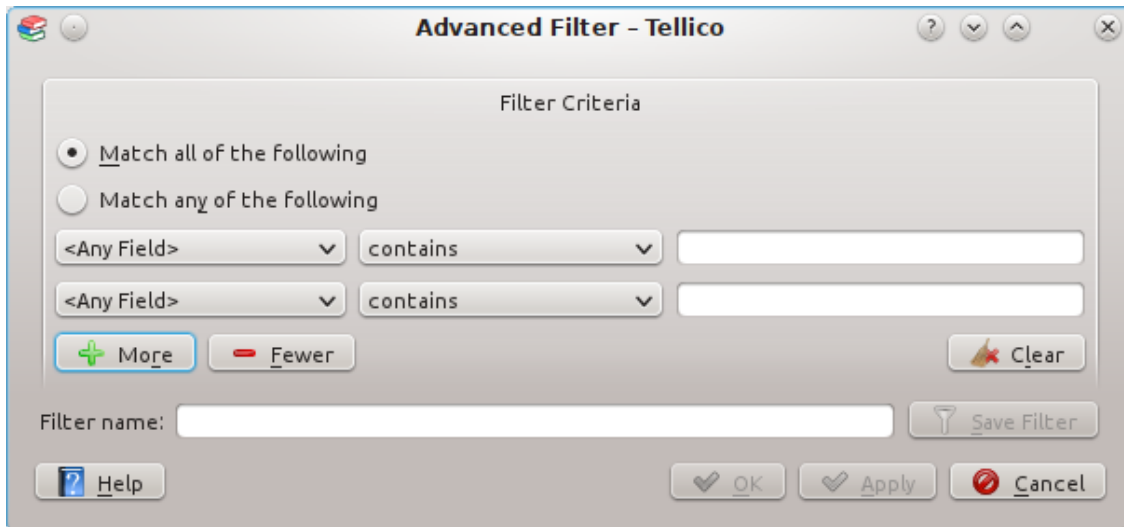 Advanced Filter – Tellico
Filter Criteria
Match all of the following
Match any of the following
<Any Field> contains
<Any Field> contains
More Fewer Clear
Filter name: Save Filter
Help OK Apply Cancel